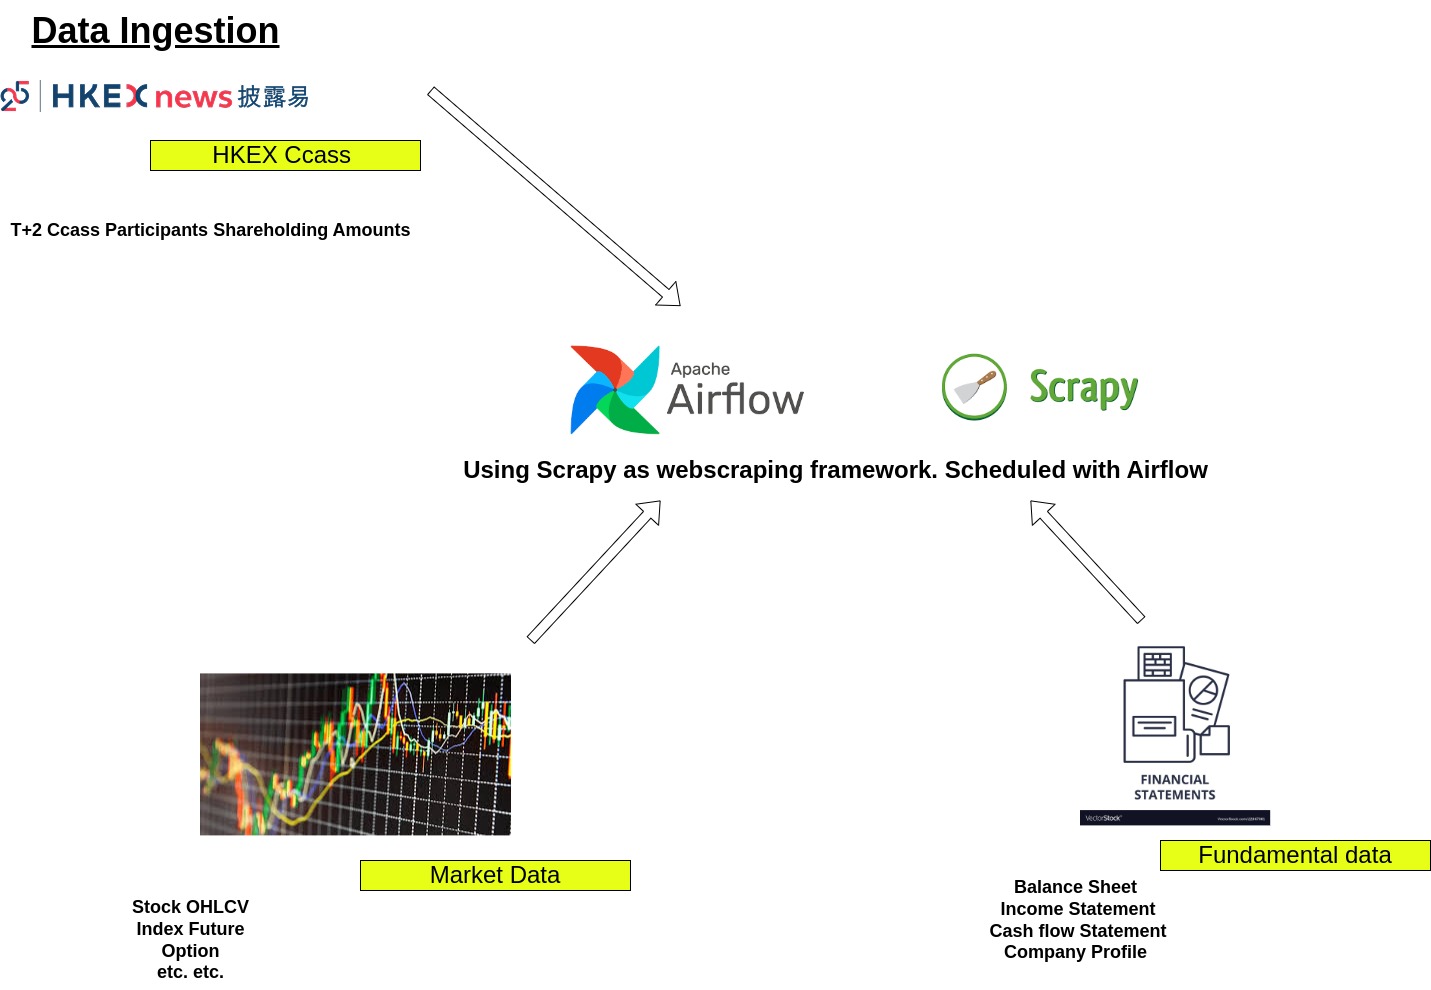 Data Ingestion
25 | HKEX news 披露易
HKEX Ccass
T+2 Ccass Participants Shareholding Amounts
Apache
Airflow
Scrapy
Using Scrapy as webscraping framework. Scheduled with Airflow
FINANCIAL
STATEMENTS
VectorStock®
Fundamental data
Market Data
Stock OHLCV
Index Future
Option
etc. etc.
Balance Sheet
Income Statement
Cash flow Statement
Company Profile